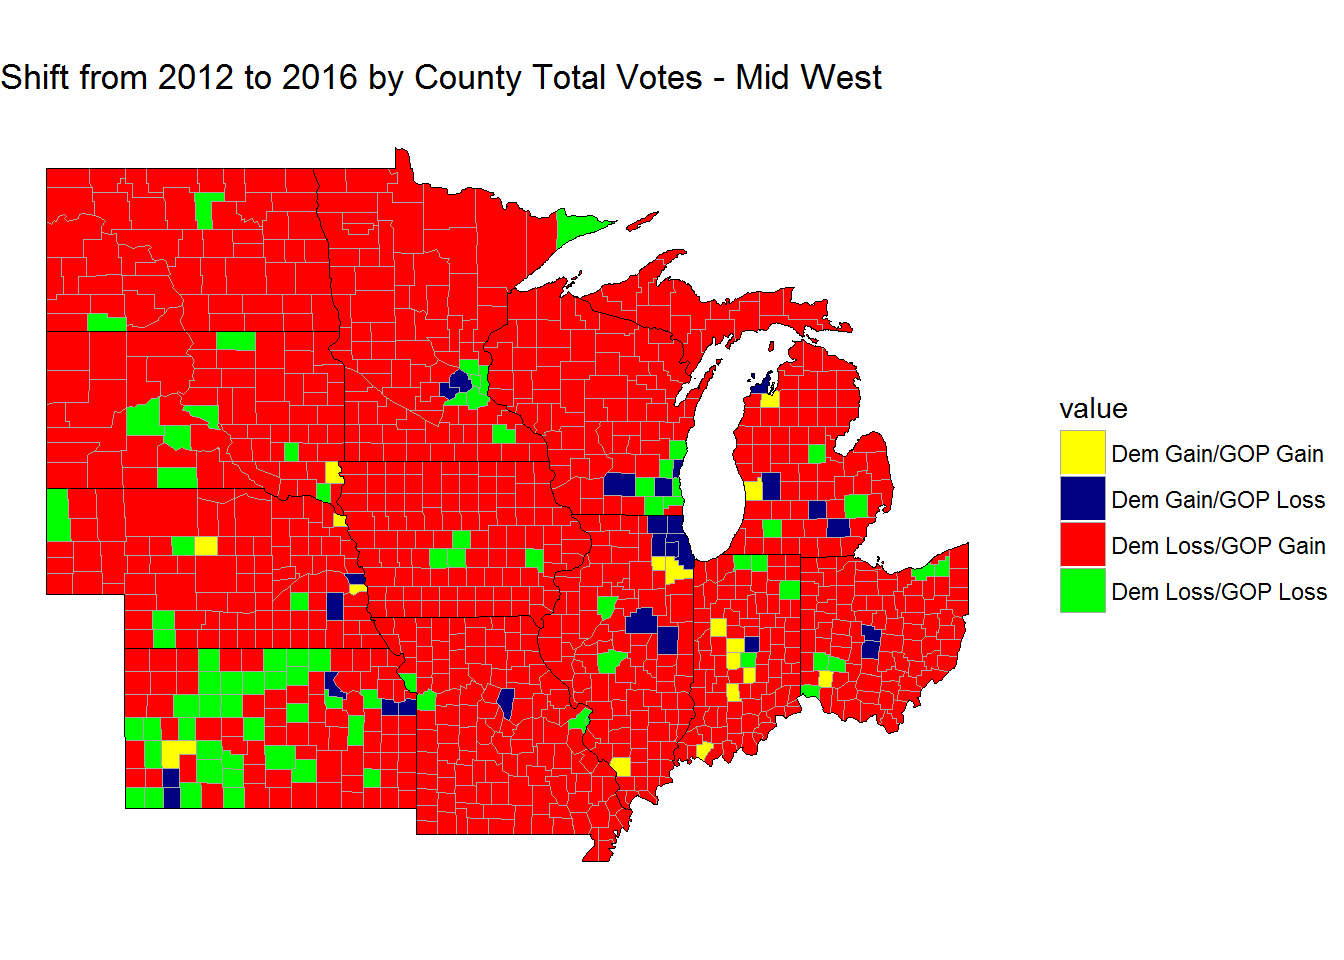 Shift from 2012 to 2016 by County Total Votes - Mid West
value
Dem Gain/GOP Gain
Dem Gain/GOP Loss
Dem Loss/GOP Gain
Dem Loss/GOP Loss